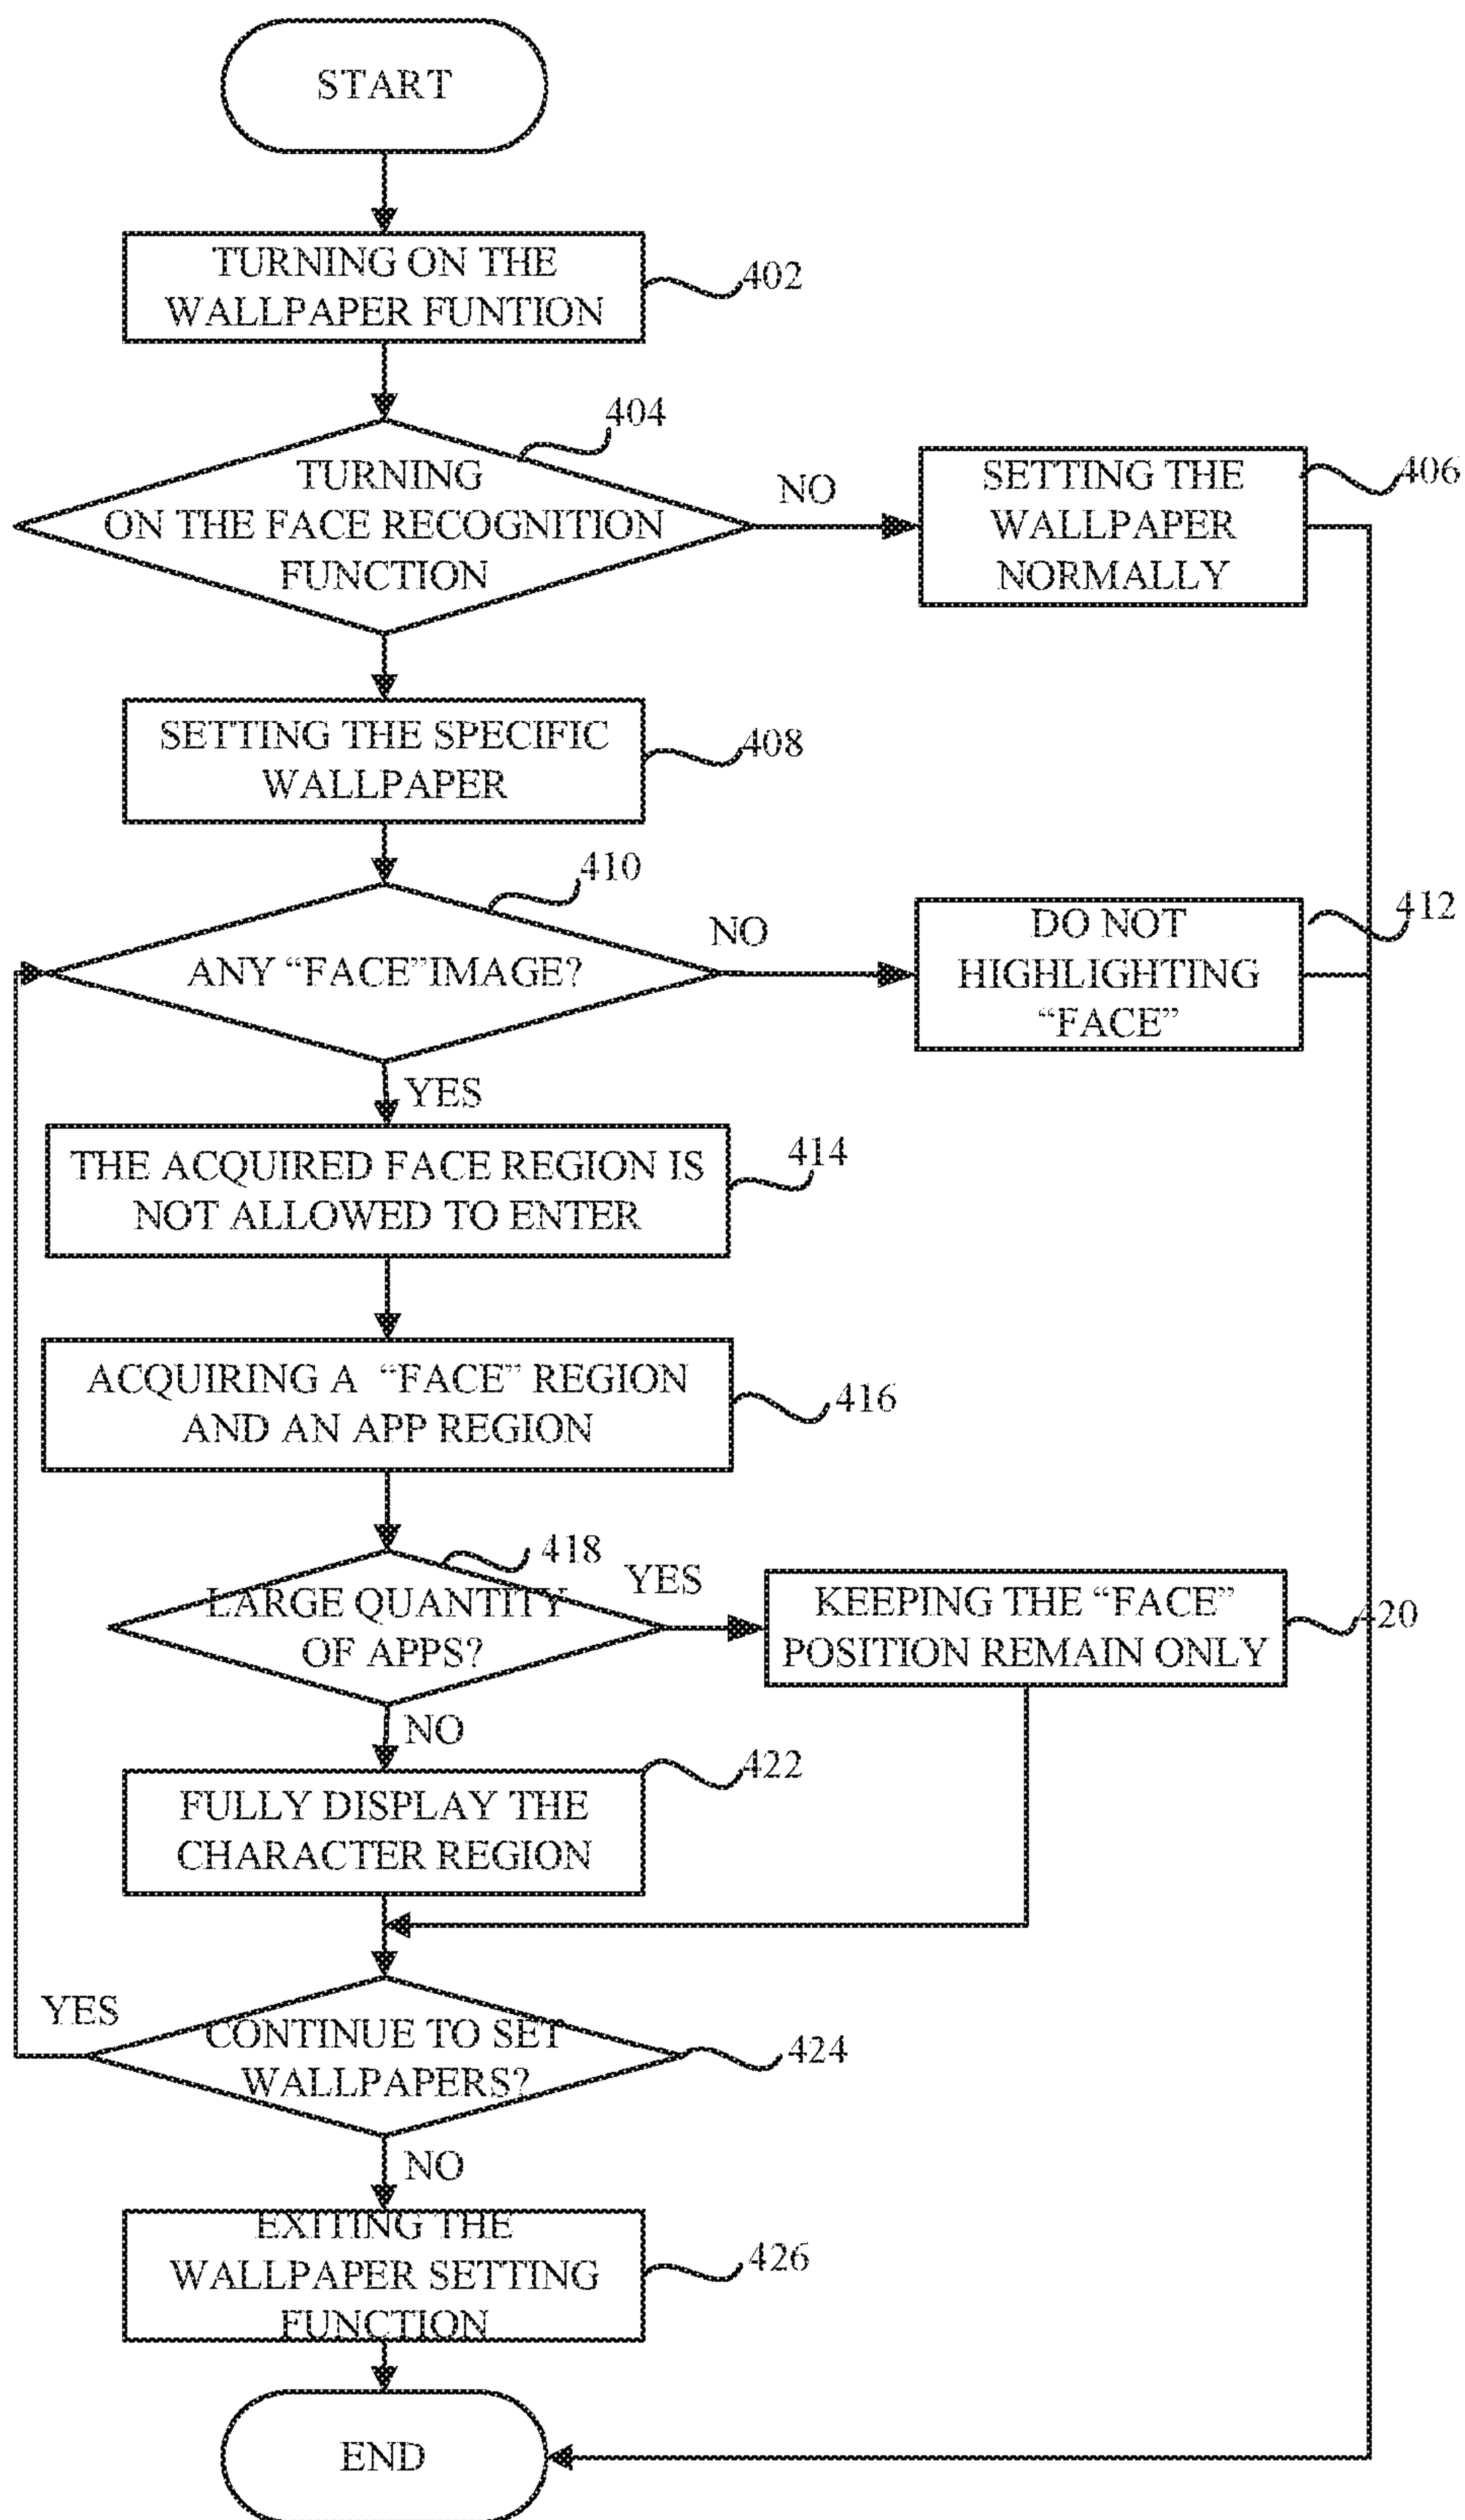 START
TURNING ON THE
WALLPAPER FUNTION
402
404
TURNING
ON THE FACE RECOGNITION
FUNCTION
NO
SETTING THE
WALLPAPER
NORMALLY
406
SETTING THE SPECIFIC
WALLPAPER
408
410
ANY “FACE”IMAGE?
NO
DO NOT
HIGHLIGHTING
“FACE”
412
YES
THE ACQUIRED FACE REGION IS
NOT ALLOWED TO ENTER
414
ACQUIRING A “FACE” REGION
AND AN APP REGION
416
418
LARGE QUANTITY
OF APPS?
YES
KEEPING THE “FACE”
POSITION REMAIN ONLY
420
NO
FULLY DISPLAY THE
CHARACTER REGION
422
YES
CONTINUE TO SET
WALLPAPERS?
424
NO
EXITING THE
WALLPAPER SETTING
FUNCTION
426
END